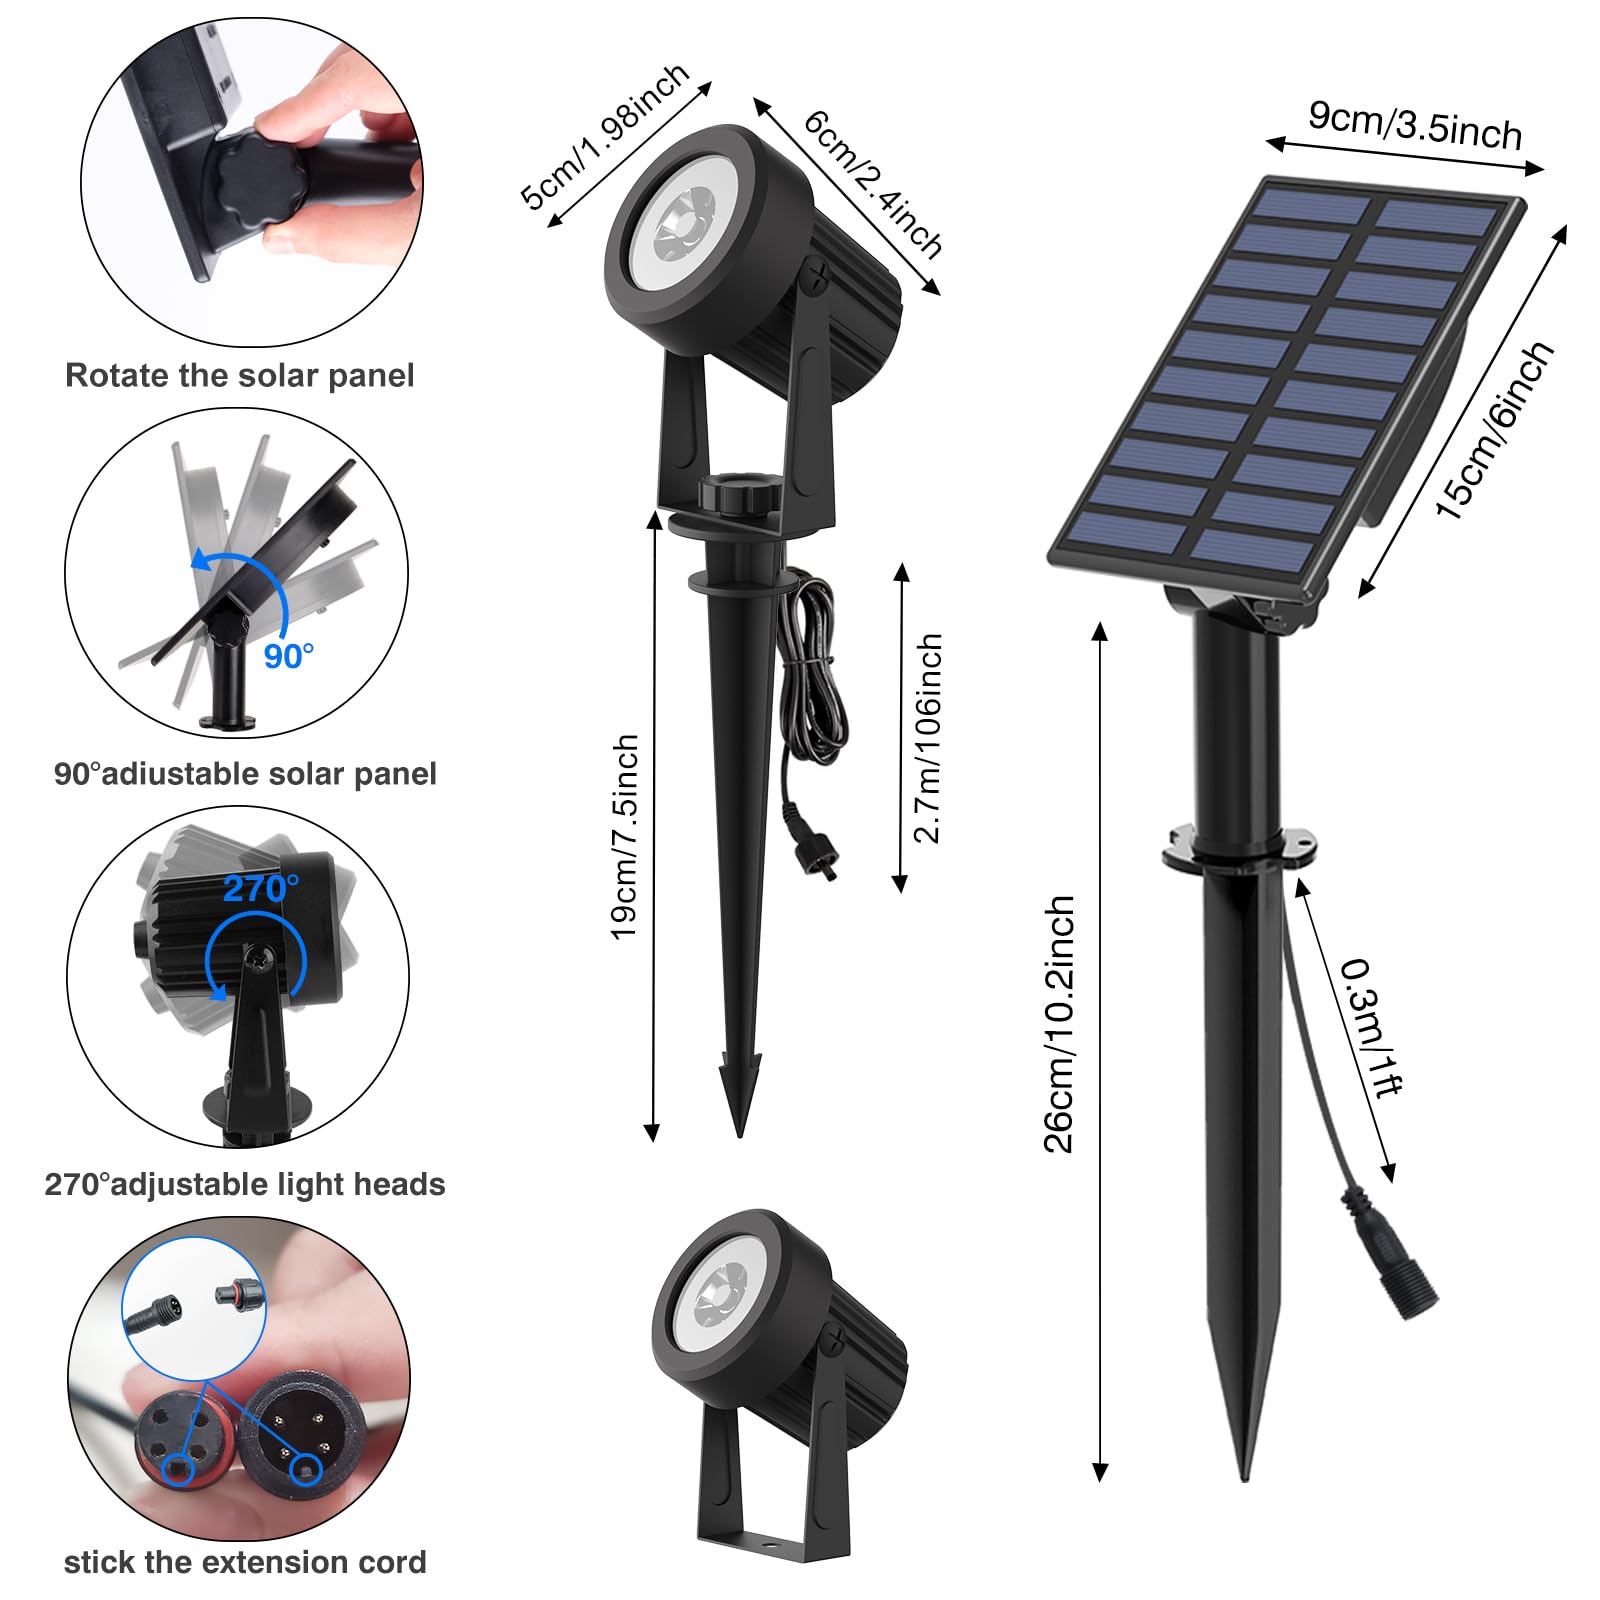 Rotate the solar panel
90°
90°adiustable solar panel
270°
270°adjustable light heads
stick the extension cord
5cm/1.98inch
6cm/2.4inch
19cm/7.5inch
2.7m/106inch
9cm/3.5inch
15cm/6inch
26cm/10.2inch
0.3m/1ft